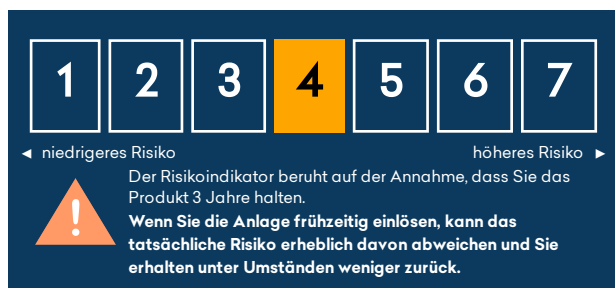 1 2 3 4 5 6 7
◄ niedrigeres Risiko höheres Risiko ►
!
Der Risikoindikator beruht auf der Annahme, dass Sie das
Produkt 3 Jahre halten.
Wenn Sie die Anlage frühzeitig einlösen, kann das
tatsächliche Risiko erheblich davon abweichen und Sie
erhalten unter Umständen weniger zurück.